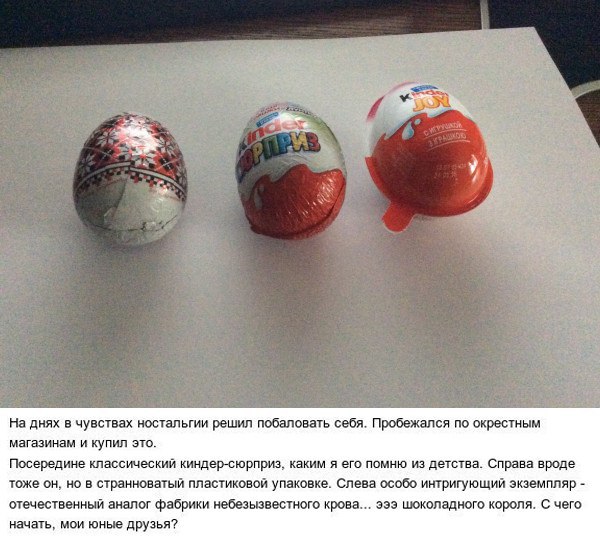 kinder
СЮРПРИЗ
kinder
JOY
С ИГРУШКОЙ
З ІГРАШКОЮ
На днях в чувствах ностальгии решил побаловать себя. Пробежался по окрестным
магазинам и купил это.
Посередине классический киндер-сюрприз, каким я его помню из детства. Справа вроде
тоже он, но в странноватый пластиковой упаковке. Слева особо интригующий экземпляр -
отечественный аналог фабрики небезызвестного крова... эээ шоколадного короля. С чего
начать, мои юные друзья?